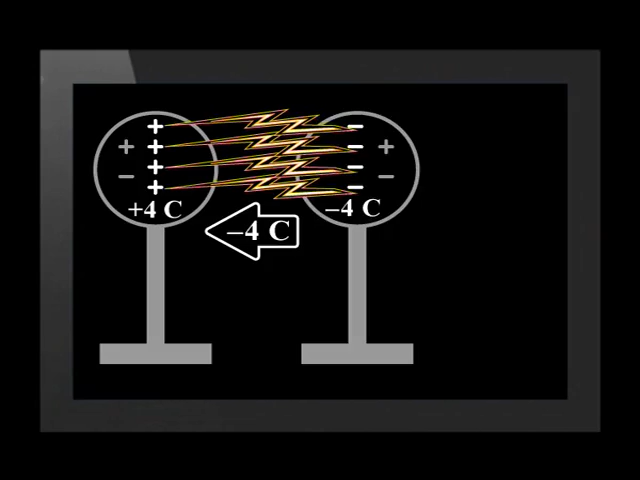 + + + −
+ + − −
+4 C
− + + −
− + − −
−4 C
−4 C